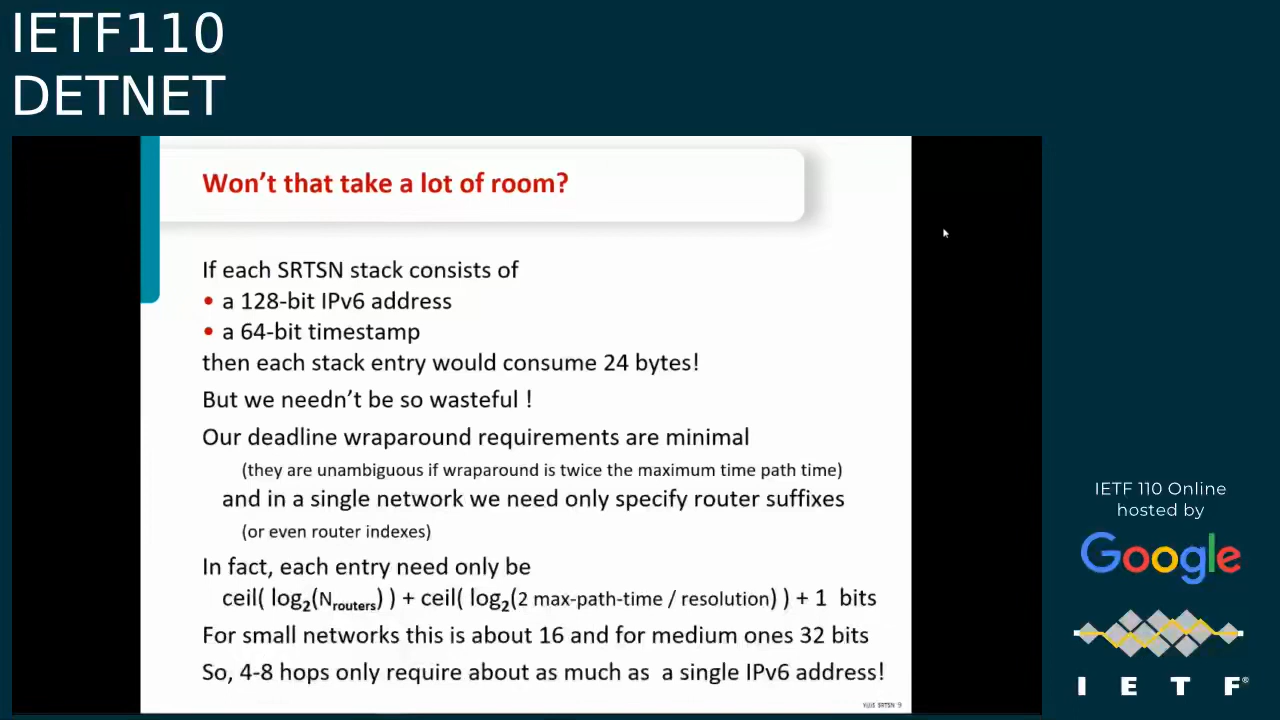 IETF110
DETNET
Won't that take a lot of room?
If each SRTSN stack consists of
• a 128-bit IPv6 address
• a 64-bit timestamp
then each stack entry would consume 24 bytes!
But we needn't be so wasteful !
Our deadline wraparound requirements are minimal
(they are unambiguous if wraparound is twice the maximum time path time)
and in a single network we need only specify router suffixes
(or even router indexes)
In fact, each entry need only be
ceil( log2(Nrouters) ) + ceil( log2(2 max-path-time / resolution) ) + 1 bits
For small networks this is about 16 and for medium ones 32 bits
So, 4-8 hops only require about as much as a single IPv6 address!
SRTSN 9
IETF 110 Online
hosted by
Google
I E T F®